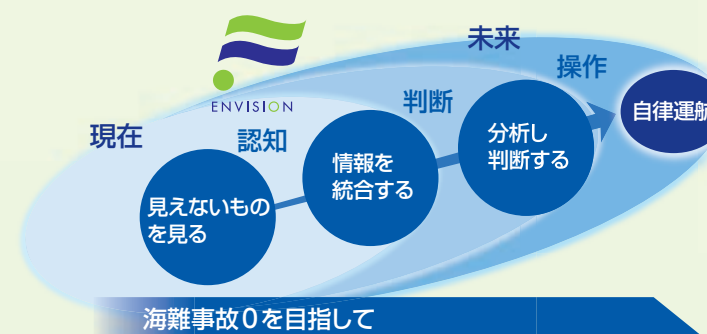 未来
操作
ENVISION
判断
現在
認知
自律運航
分析し
判断する
情報を
統合する
見えないもの
を見る
海難事故0を目指して